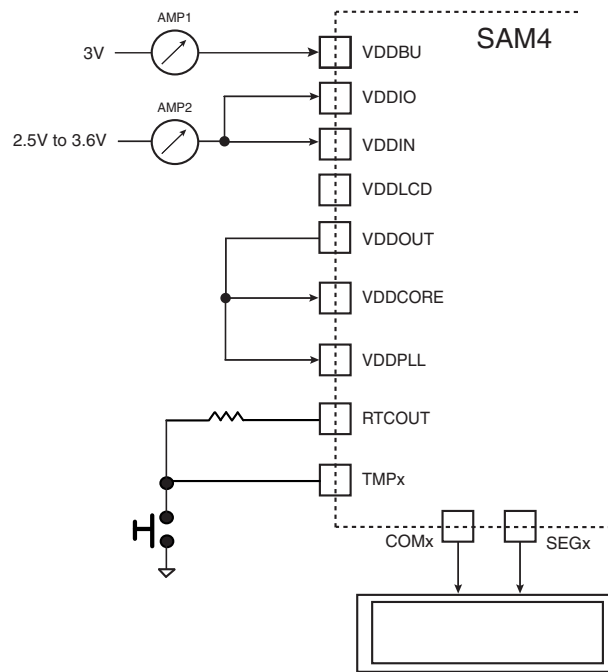 AMP1
SAM4
3V
VDDBU
AMP2
VDDIO
2.5V to 3.6V
VDDIN
VDDLCD
VDDOUT
VDDCORE
VDDPLL
RTCOUT
TMPx
COMx
SEGx